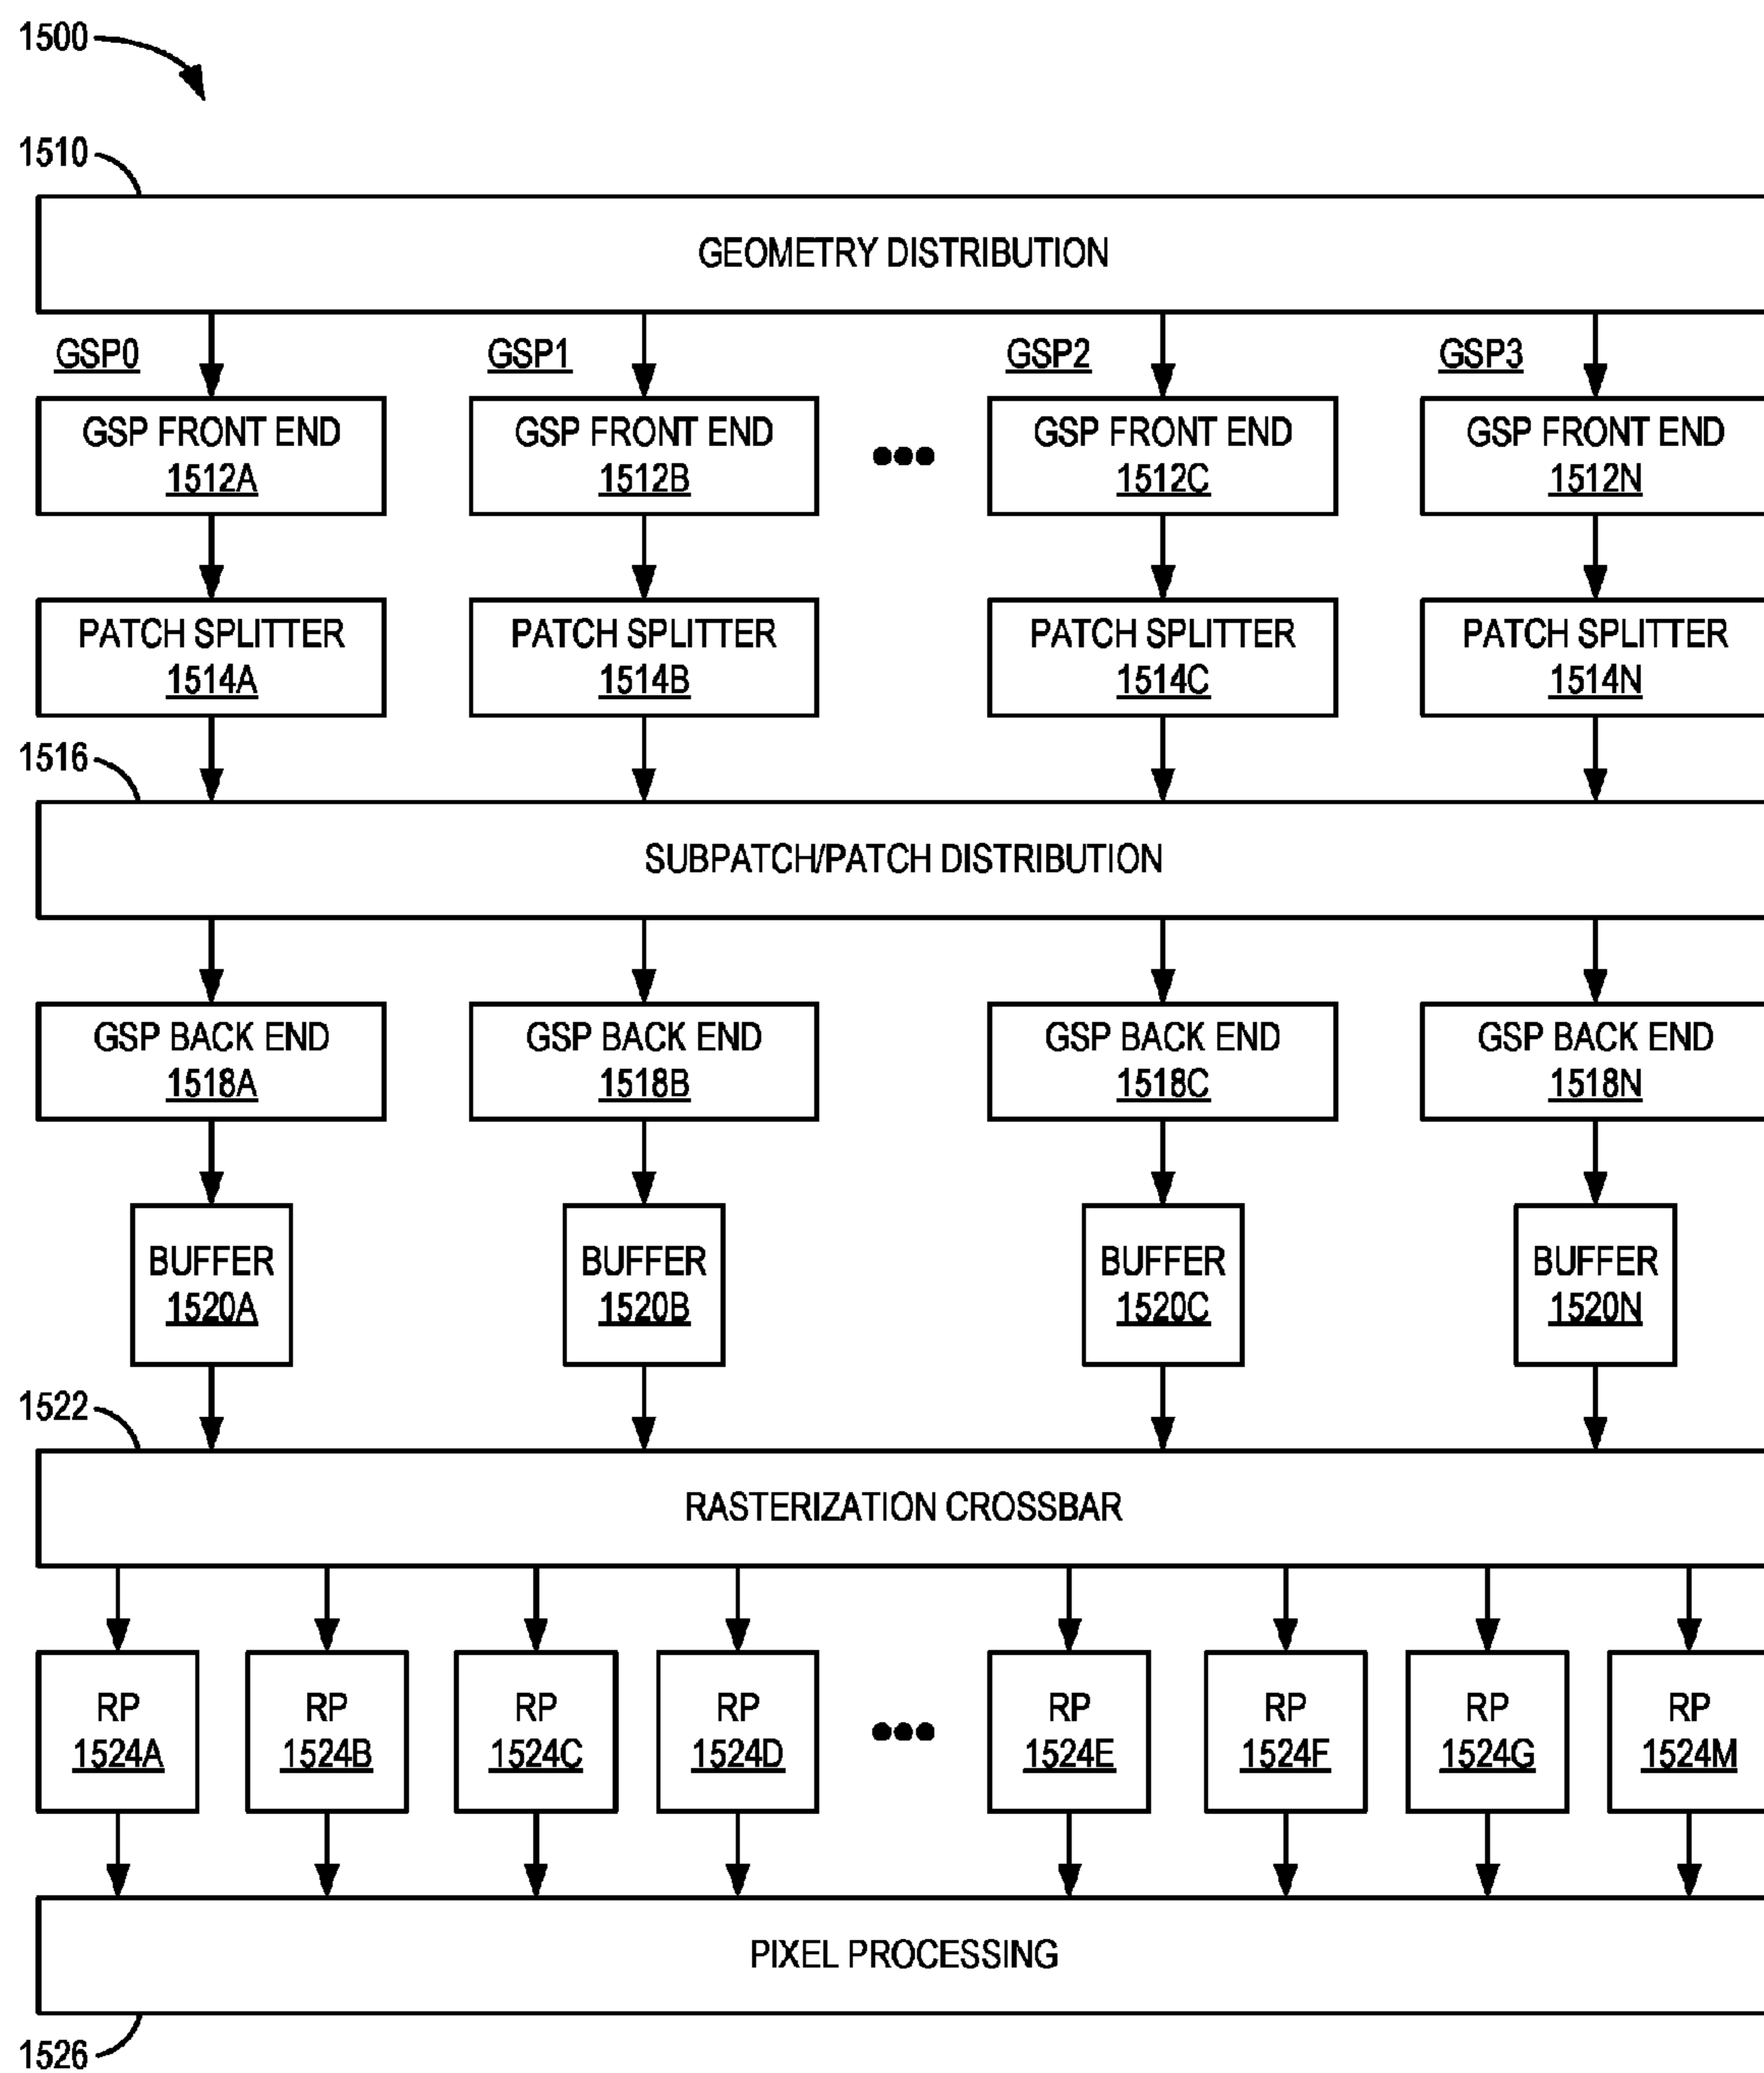 1500
1510
GEOMETRY DISTRIBUTION
GSP0 GSP1 GSP2 GSP3
GSP FRONT END GSP FRONT END GSP FRONT END GSP FRONT END
1512A 1512B 1512C 1512N
PATCH SPLITTER PATCH SPLITTER PATCH SPLITTER PATCH SPLITTER
1514A 1514B 1514C 1514N
1516
SUBPATCH/PATCH DISTRIBUTION
GSP BACK END GSP BACK END GSP BACK END GSP BACK END
1518A 1518B 1518C 1518N
BUFFER BUFFER BUFFER BUFFER
1520A 1520B 1520C 1520N
1522
RASTERIZATION CROSSBAR
RP RP RP RP RP RP RP RP
1524A 1524B 1524C 1524D 1524E 1524F 1524G 1524M
PIXEL PROCESSING
1526